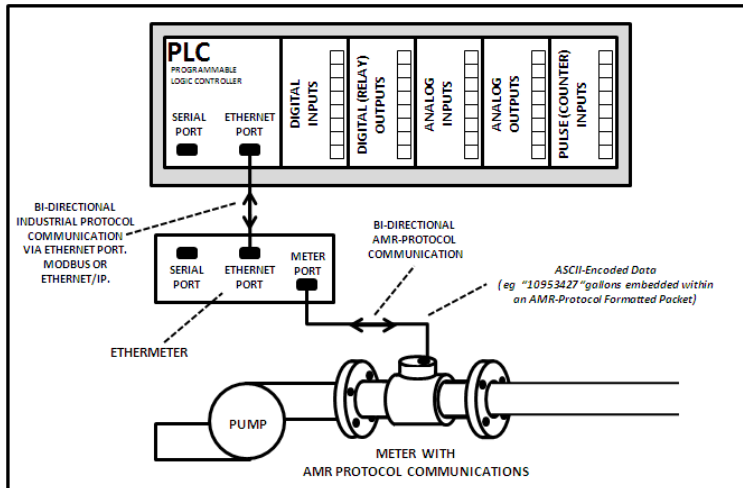 PLC
PROGRAMMABLE
LOGIC CONTROLLER
SERIAL
PORT
ETHERNET
PORT
DIGITAL
INPUTS
DIGITAL (RELAY)
OUTPUTS
ANALOG
INPUTS
ANALOG
OUTPUTS
PULSE (COUNTER)
INPUTS
BI-DIRECTIONAL
INDUSTRIAL PROTOCOL
COMMUNICATION
VIA ETHERNET PORT.
MODBUS OR
ETHERNET/IP.
SERIAL
PORT
ETHERNET
PORT
METER
PORT
BI-DIRECTIONAL
AMR-PROTOCOL
COMMUNICATION
ASCII-Encoded Data
( eg "10953427" gallons embedded within
an AMR-Protocol Formatted Packet)
ETHERMETER
PUMP
METER WITH
AMR PROTOCOL COMMUNICATIONS